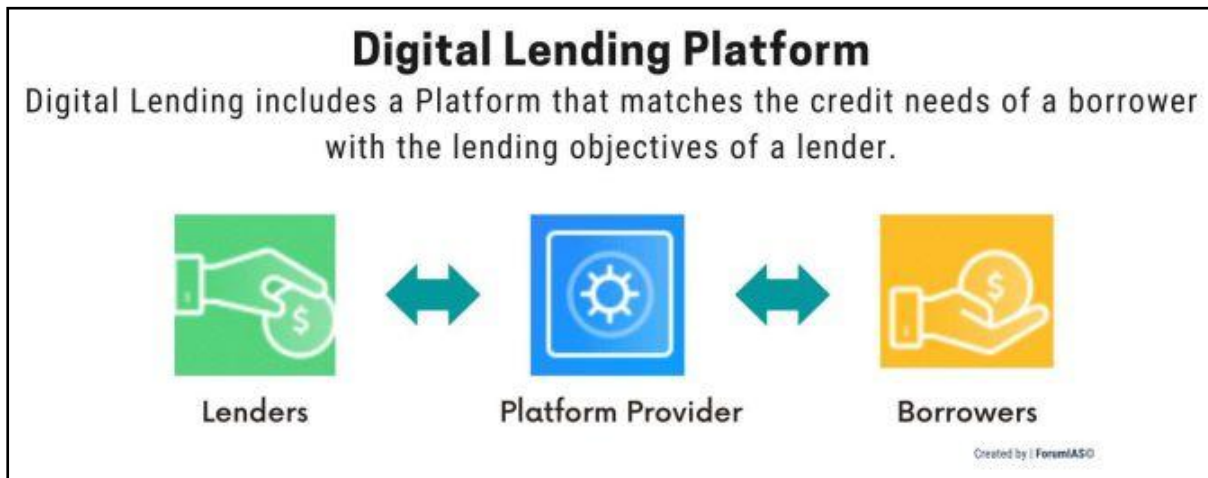 Digital Lending Platform
Digital Lending includes a Platform that matches the credit needs of a borrower
with the lending objectives of a lender.
$
$
Lenders
Platform Provider
Borrowers
Created by | ForumIAS©